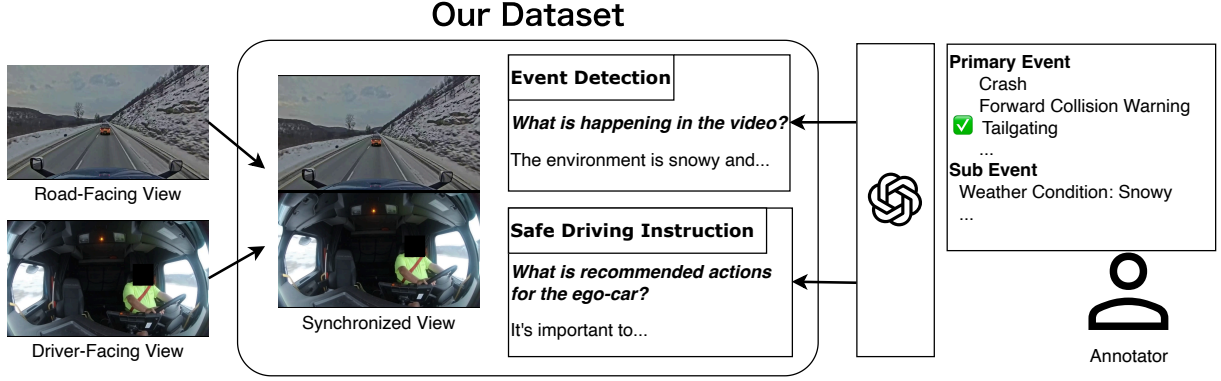 Our Dataset
Road-Facing View
Driver-Facing View
Synchronized View
Event Detection
What is happening in the video?
The environment is snowy and...
Safe Driving Instruction
What is recommended actions
for the ego-car?
It's important to...
Primary Event
Crash
Forward Collision Warning
Tailgating
...
Sub Event
Weather Condition: Snowy
...
Annotator